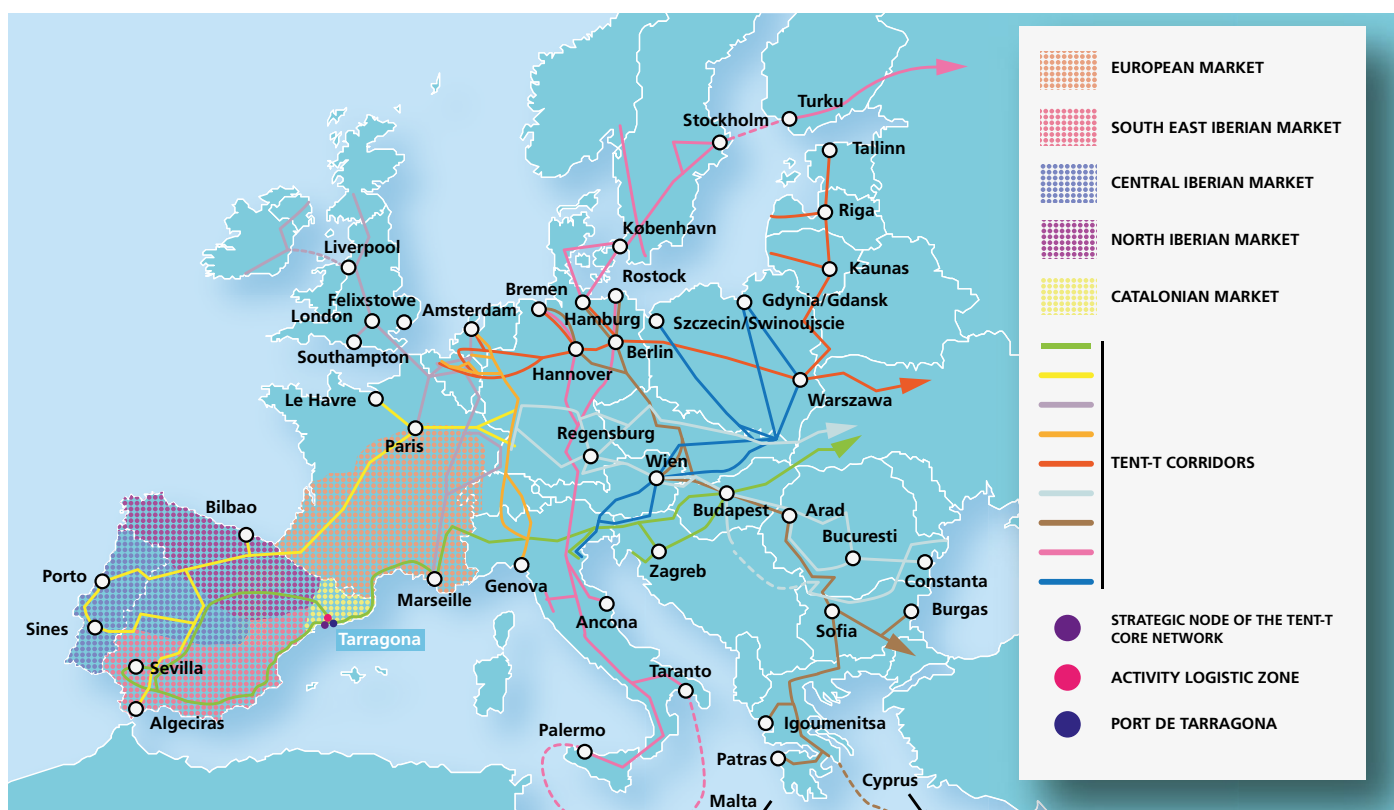 Turku
Stockholm
Tallinn
Riga
København
Liverpool
Kaunas
Rostock
Bremen
Felixstowe
Gdynia/Gdansk
Amsterdam
London
Hamburg
Szczecin/Swinoujscie
Southampton
Berlin
Hannover
Le Havre
Warszawa
Regensburg
Paris
Wien
Bilbao
Budapest
Arad
Bucuresti
Zagreb
Porto
Constanta
Genova
Marseille
Burgas
Ancona
Sines
Sofia
Tarragona
Sevilla
Taranto
Algeciras
Igoumenitsa
Palermo
Patras
Cyprus
Malta
EUROPEAN MARKET
SOUTH EAST IBERIAN MARKET
CENTRAL IBERIAN MARKET
NORTH IBERIAN MARKET
CATALONIAN MARKET
TENT-T CORRIDORS
STRATEGIC NODE OF THE TENT-T
CORE NETWORK
ACTIVITY LOGISTIC ZONE
PORT DE TARRAGONA